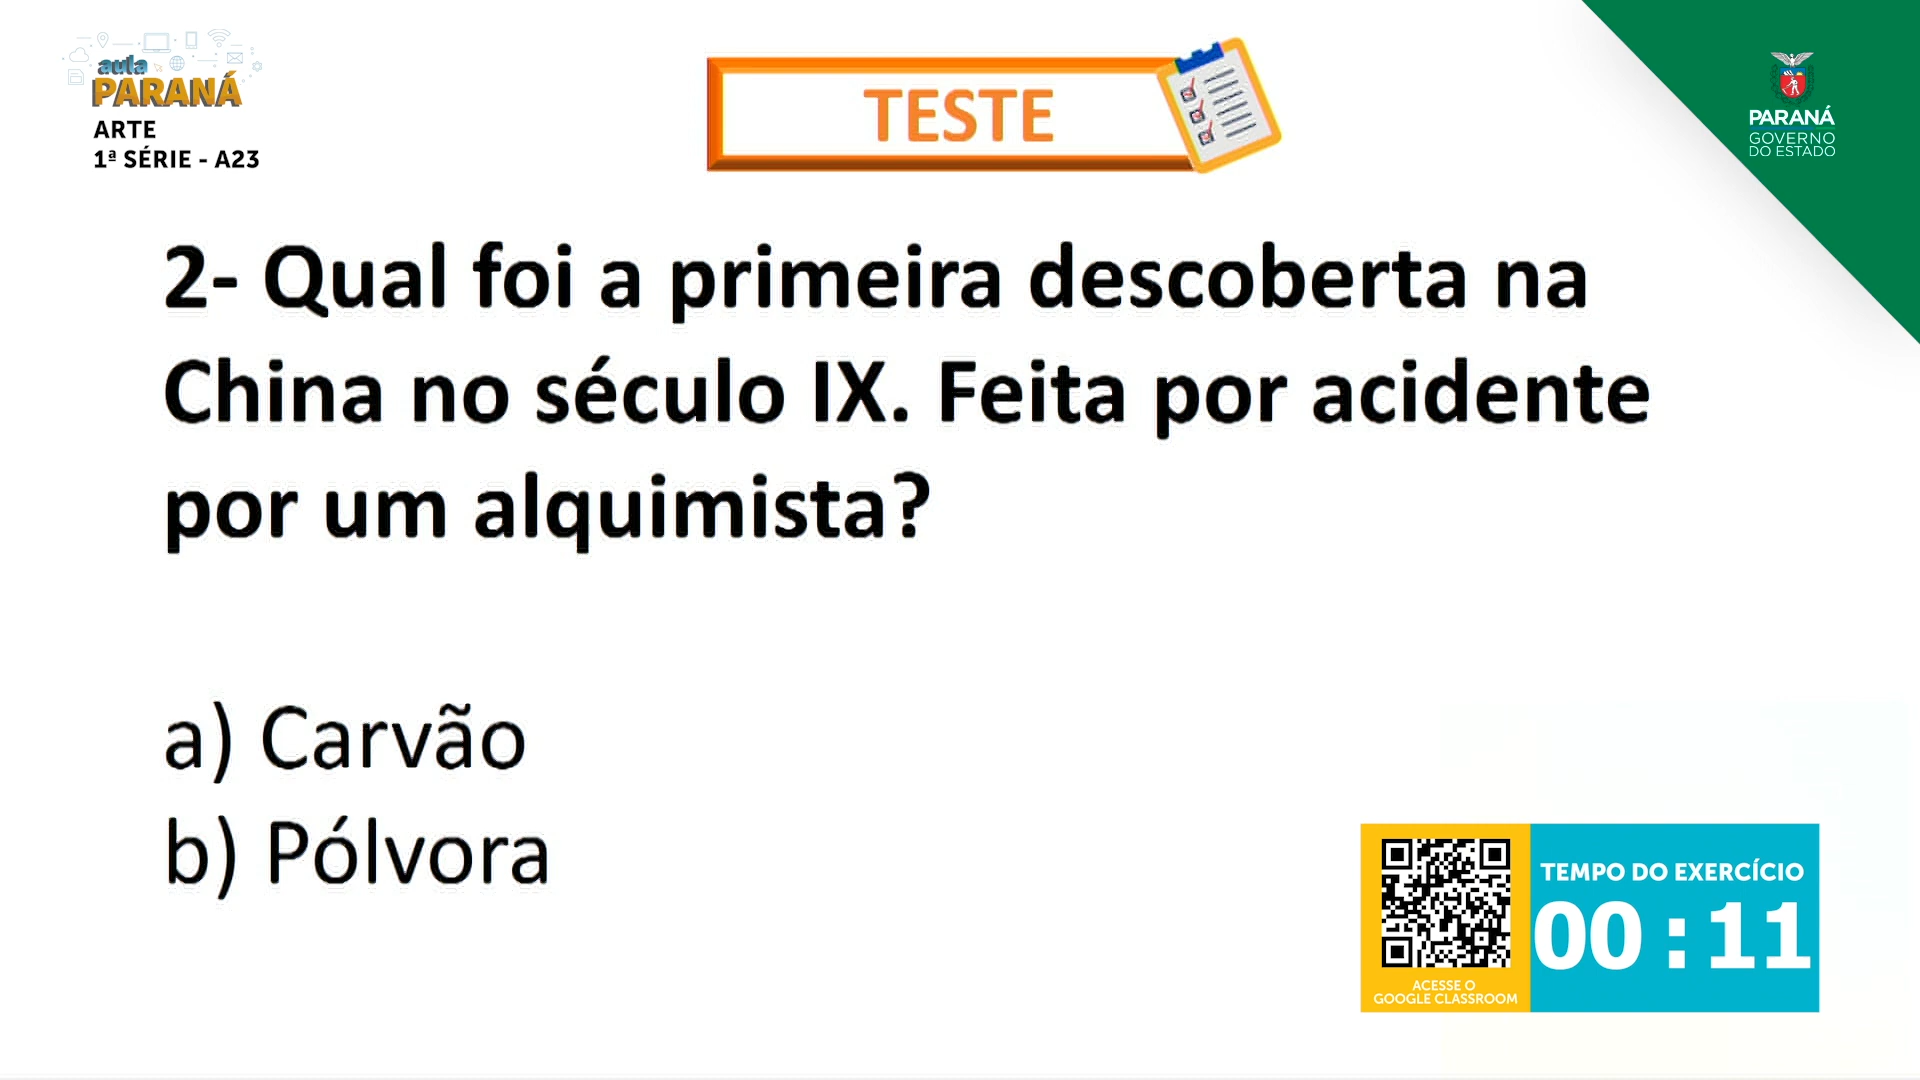 aula
PARANÁ
ARTE
1ª SÉRIE - A23
TESTE
PARANÁ
GOVERNO
DO ESTADO
2- Qual foi a primeira descoberta na
China no século IX. Feita por acidente
por um alquimista?
a) Carvão
b) Pólvora
ACESSE O
GOOGLE CLASSROOM
TEMPO DO EXERCÍCIO
00:11